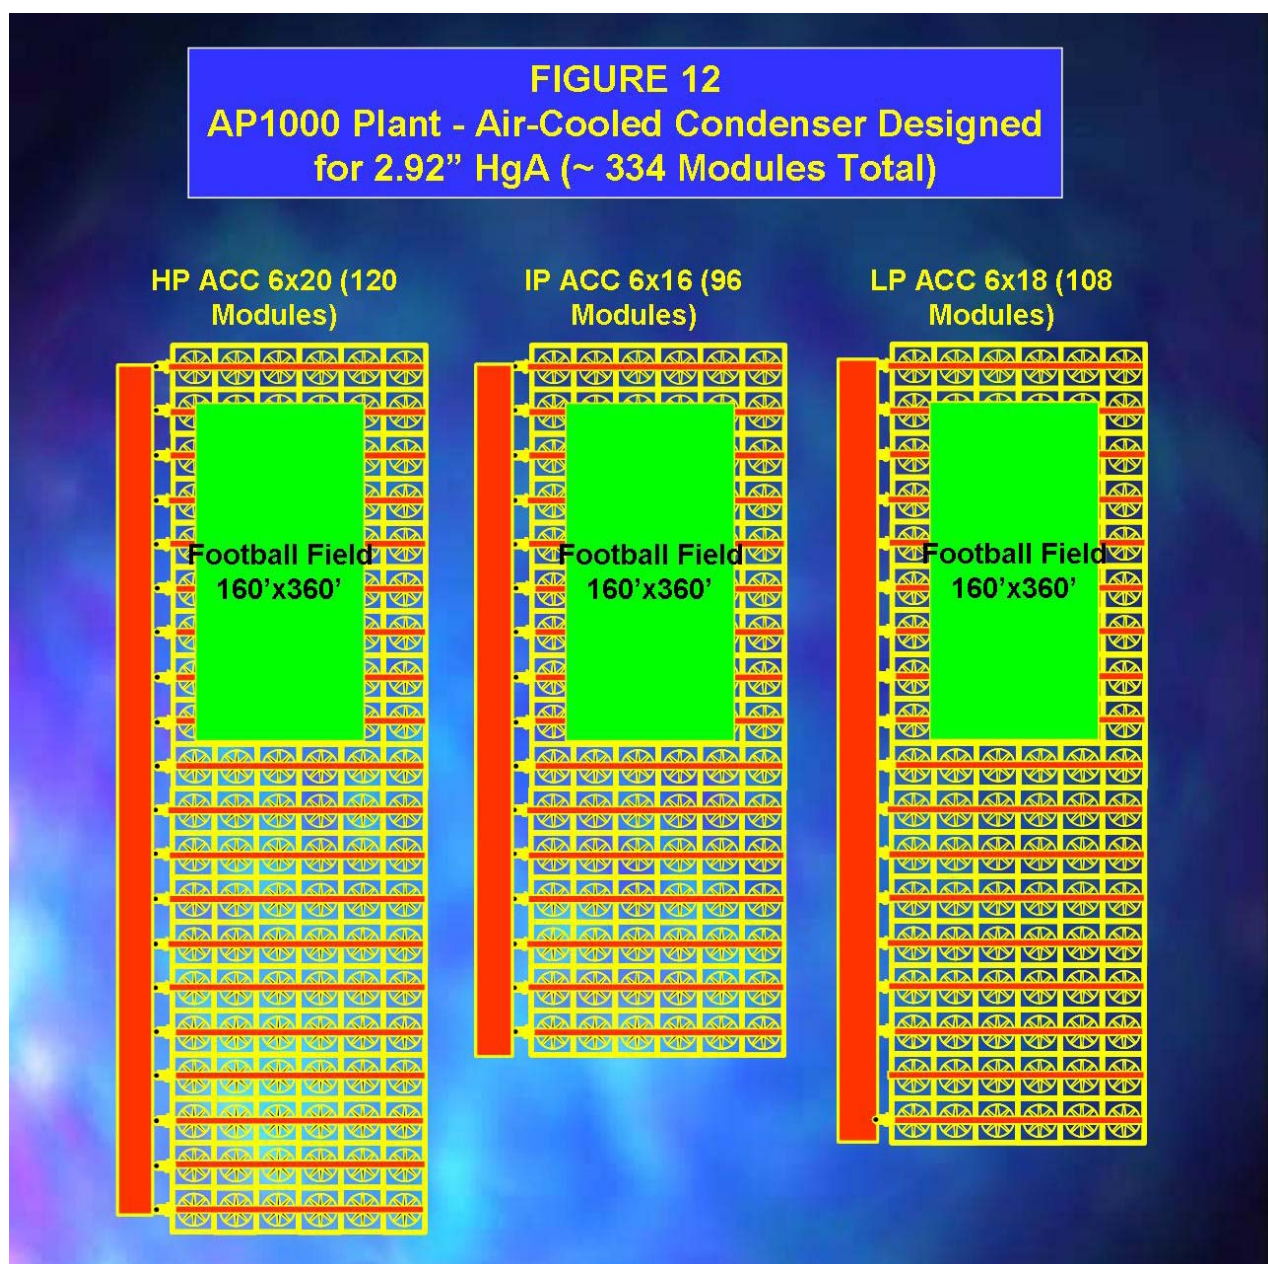 FIGURE 12
AP1000 Plant - Air-Cooled Condenser Designed
for 2.92” HgA (~ 334 Modules Total)
HP ACC 6x20 (120
Modules)
IP ACC 6x16 (96
Modules)
LP ACC 6x18 (108
Modules)
Football Field
160’x360’
Football Field
160’x360’
Football Field
160’x360’